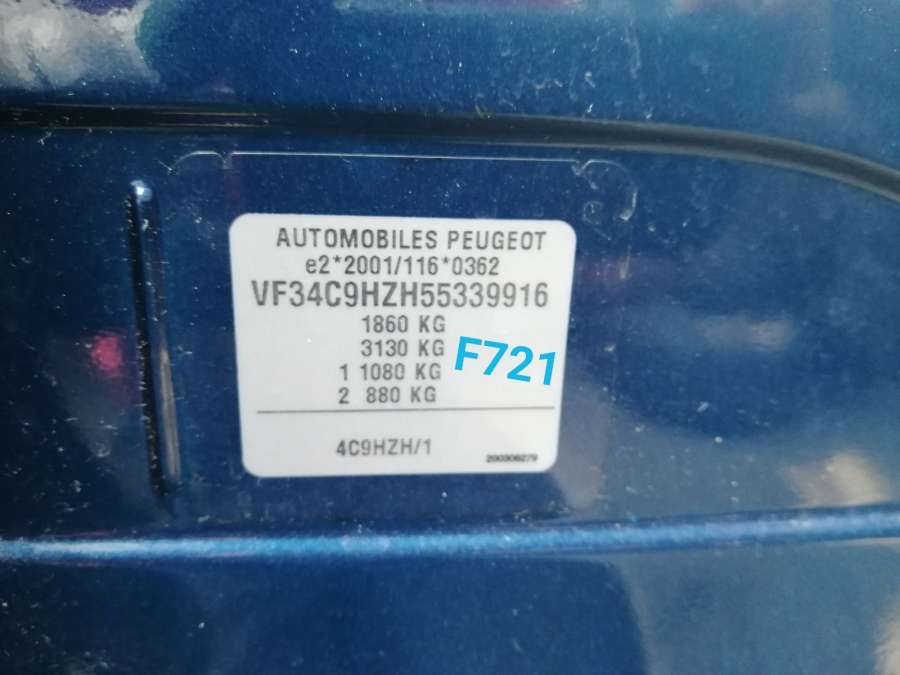 AUTOMOBILES PEUGEOT
e2*2001/116*0362
VF34C9HZH55339916
1860 KG
3130 KG
F721
1 1080 KG
2 880 KG
4C9HZH/1
200306279